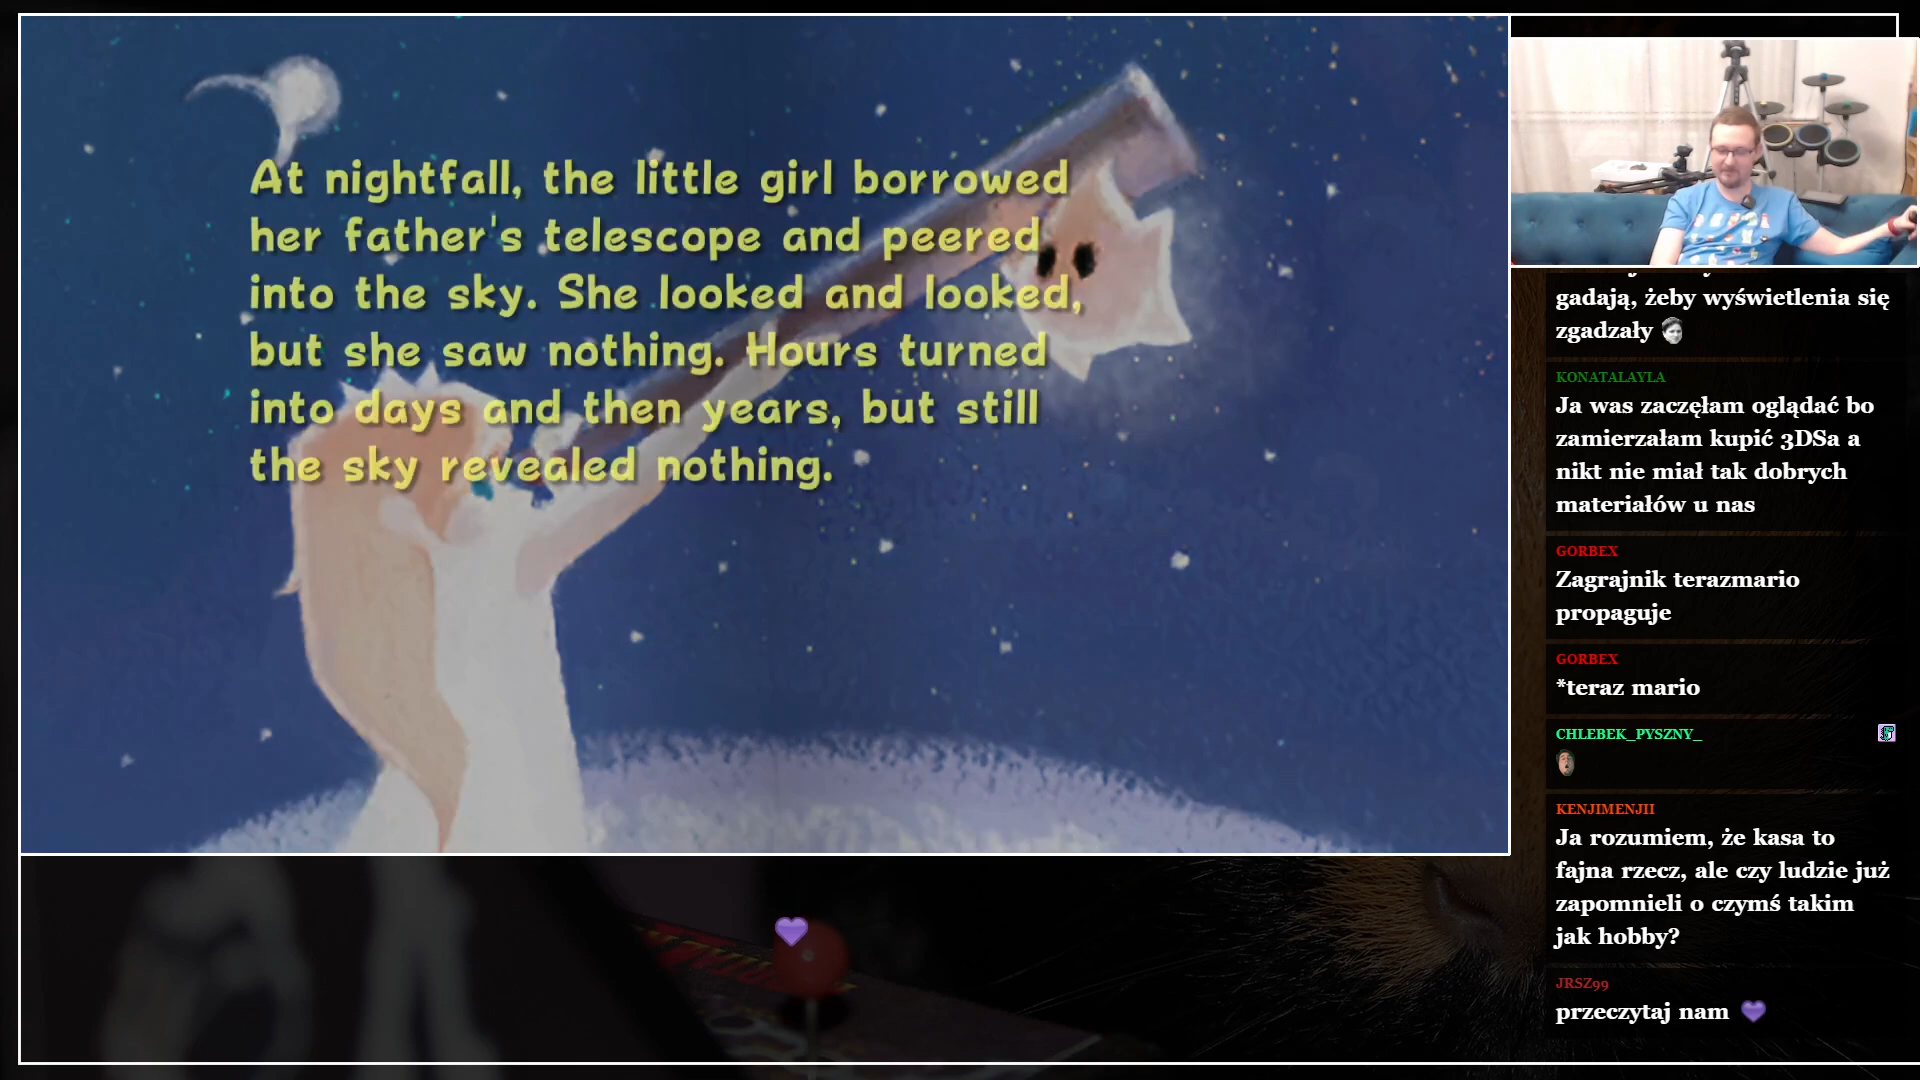 At nightfall, the little girl borrowed
her father's telescope and peered
into the sky. She looked and looked,
but she saw nothing. Hours turned
into days and then years, but still
the sky revealed nothing.
gadają, żeby wyświetlenia się
zgadzały
KONATALAYLA
Ja was zaczęłam oglądać bo
zamierzałam kupić 3DSa a
nikt nie miał tak dobrych
materiałów u nas
GORBEX
Zagrajnik terazmario
propaguje
GORBEX
*teraz mario
CHLEBEK_PYSZNY_
KENJIMENJII
Ja rozumiem, że kasa to
fajna rzecz, ale czy ludzie już
zapomnieli o czymś takim
jak hobby?
JRSZ99
przeczytaj nam 💜